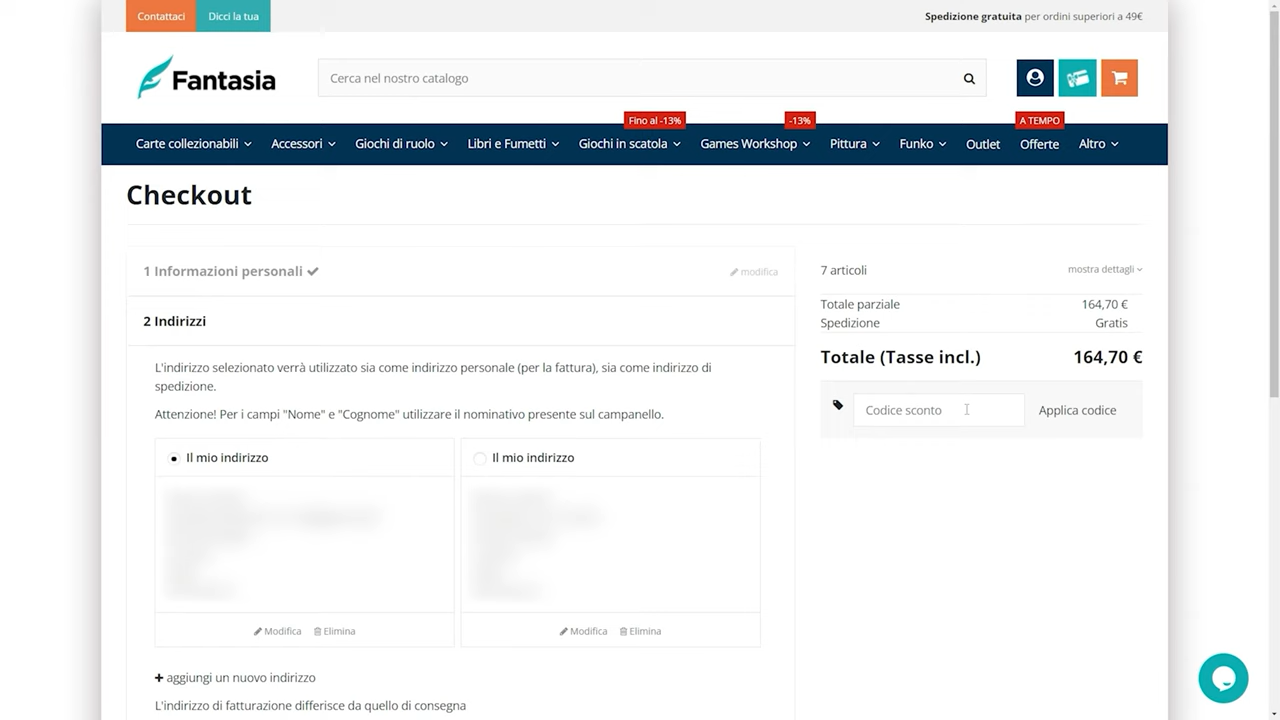 Contattaci Dicci la tua Spedizione gratuita per ordini superiori a 49€
Fantasia Cerca nel nostro catalogo
Fino al -13% -13% A TEMPO
Carte collezionabili Accessori Giochi di ruolo Libri e Fumetti Giochi in scatola Games Workshop Pittura Funko Outlet Offerte Altro
Checkout
1 Informazioni personali modifica
7 articoli mostra dettagli
Totale parziale 164,70 €
Spedizione Gratis
Totale (Tasse incl.) 164,70 €
Codice sconto Applica codice
2 Indirizzi
L'indirizzo selezionato verrà utilizzato sia come indirizzo personale (per la fattura), sia come indirizzo di
spedizione.
Attenzione! Per i campi "Nome" e "Cognome" utilizzare il nominativo presente sul campanello.
Il mio indirizzo Il mio indirizzo
Modifica Elimina Modifica Elimina
+ aggiungi un nuovo indirizzo
L'indirizzo di fatturazione differisce da quello di consegna